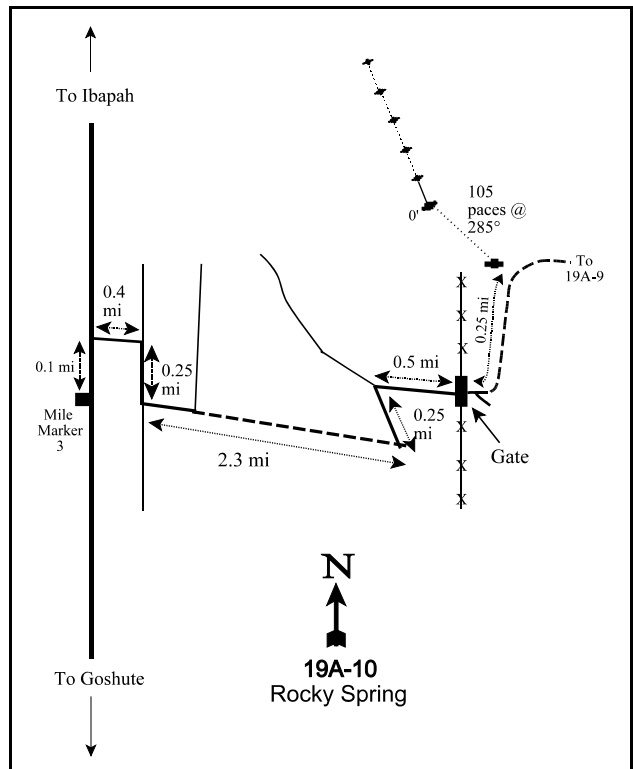 To Ibapah
105
paces @
285°
0'
To
19A-9
0.4
mi
0.25 mi
0.1 mi
0.25
mi
0.5 mi
Mile
Marker
3
0.25
mi
2.3 mi
Gate
X
X
X
X
X
X
N
19A-10
Rocky Spring
To Goshute